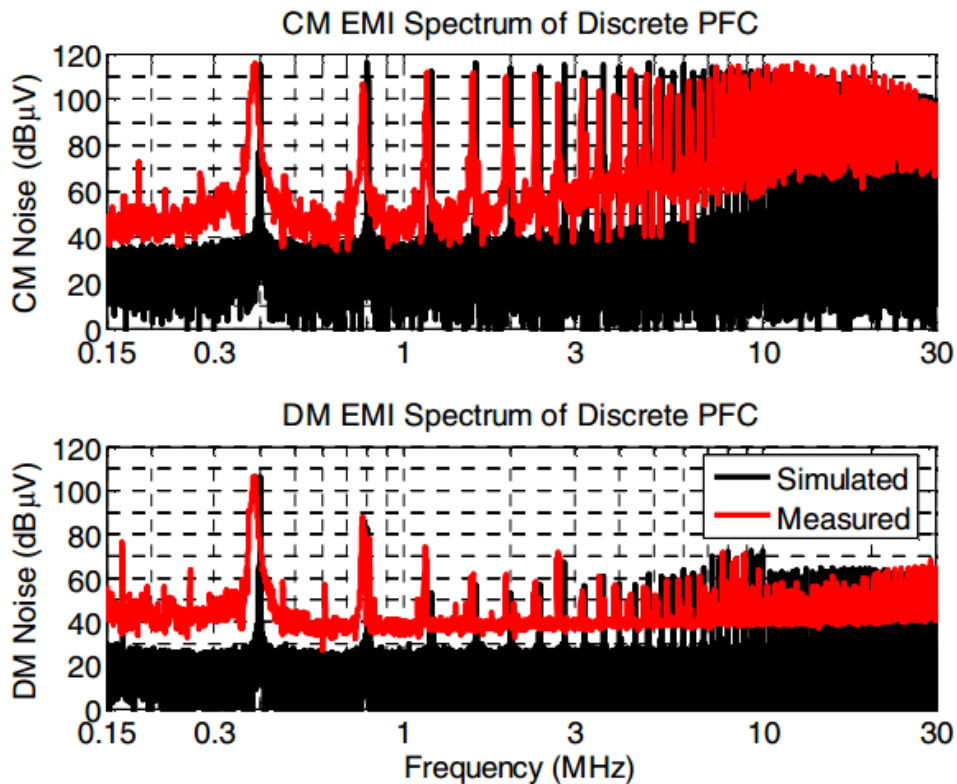 CM EMI Spectrum of Discrete PFC
CM Noise (dBμV)
120
100
80
60
40
20
0
0.15 0.3 1 3 10 30
DM EMI Spectrum of Discrete PFC
DM Noise (dBμV)
120
100
80
60
40
20
0
Simulated
Measured
0.15 0.3 1 3 10 30
Frequency (MHz)